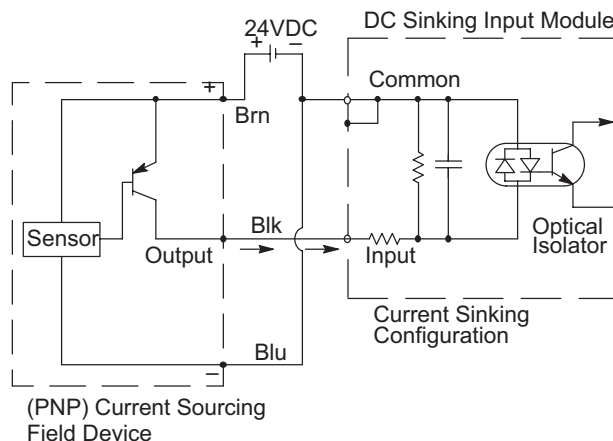 24VDC
+ −
DC Sinking Input Module
+
Brn
Common
Sensor
Output
Blk
Input
Optical
Isolator
Current Sinking
Configuration
Blu
−
(PNP) Current Sourcing
Field Device